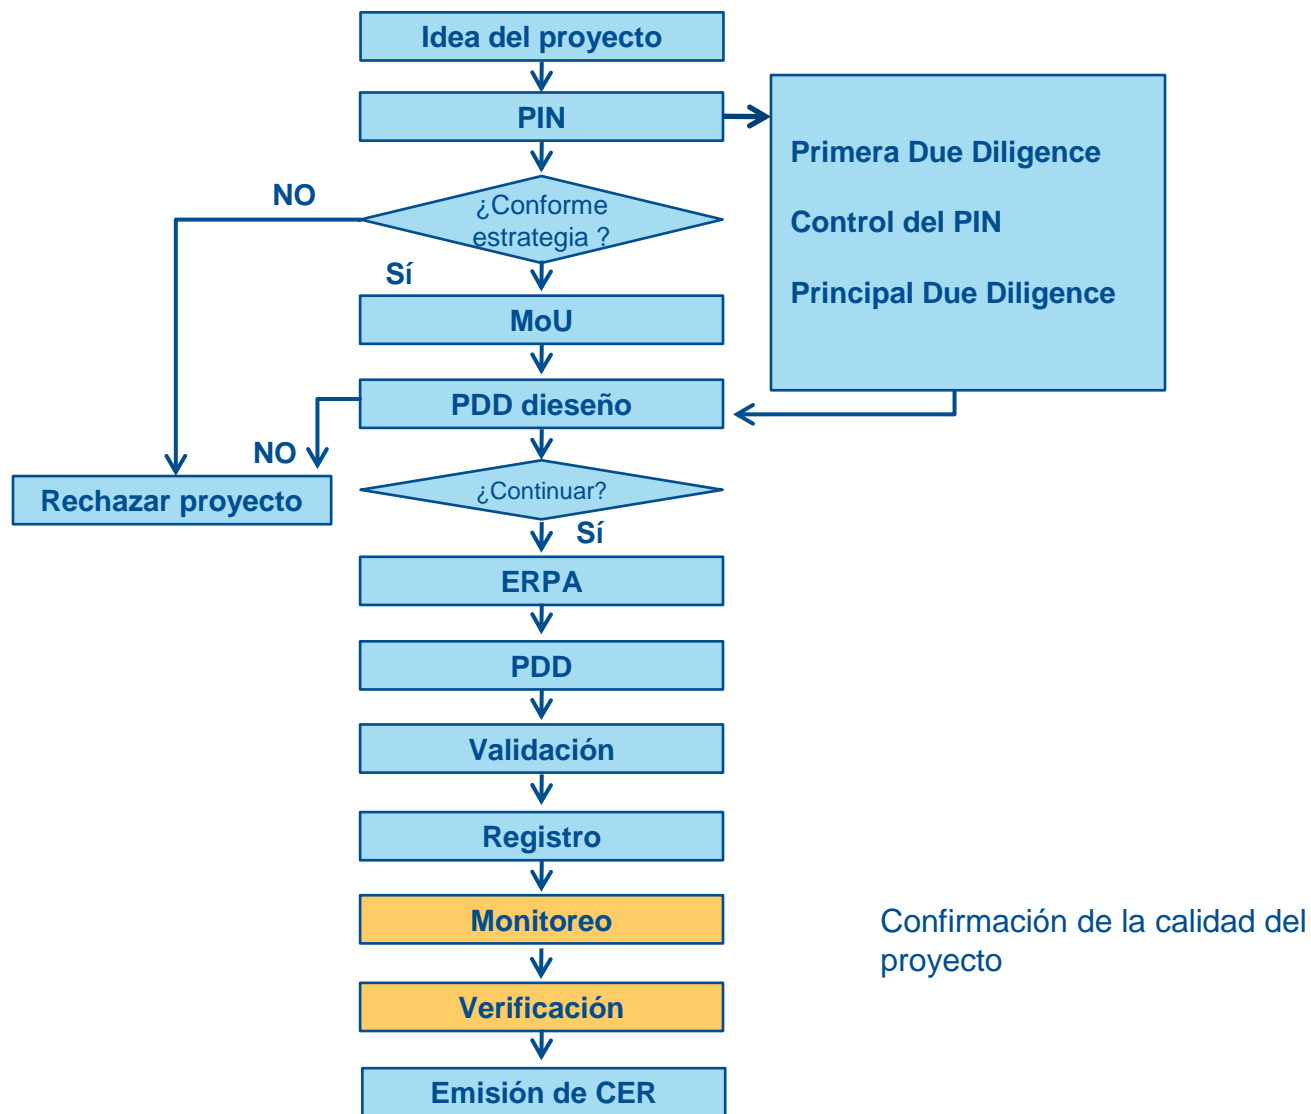 Idea del proyecto
PIN
Primera Due Diligence
Control del PIN
Principal Due Diligence
NO
¿Conforme
estrategia ?
Sí
MoU
PDD dieseño
NO
Rechazar proyecto
¿Continuar?
Sí
ERPA
PDD
Validación
Registro
Monitoreo
Confirmación de la calidad del
proyecto
Verificación
Emisión de CER